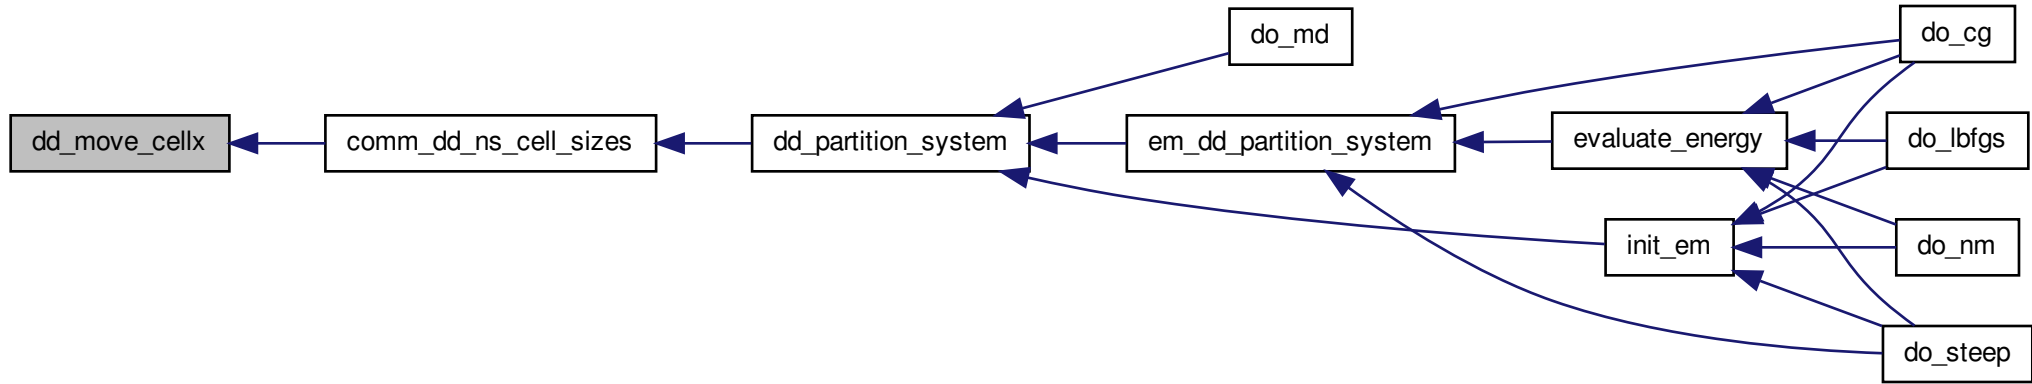 dd_move_cellx
comm_dd_ns_cell_sizes
dd_partition_system
do_md
em_dd_partition_system
evaluate_energy
init_em
do_cg
do_lbfgs
do_nm
do_steep